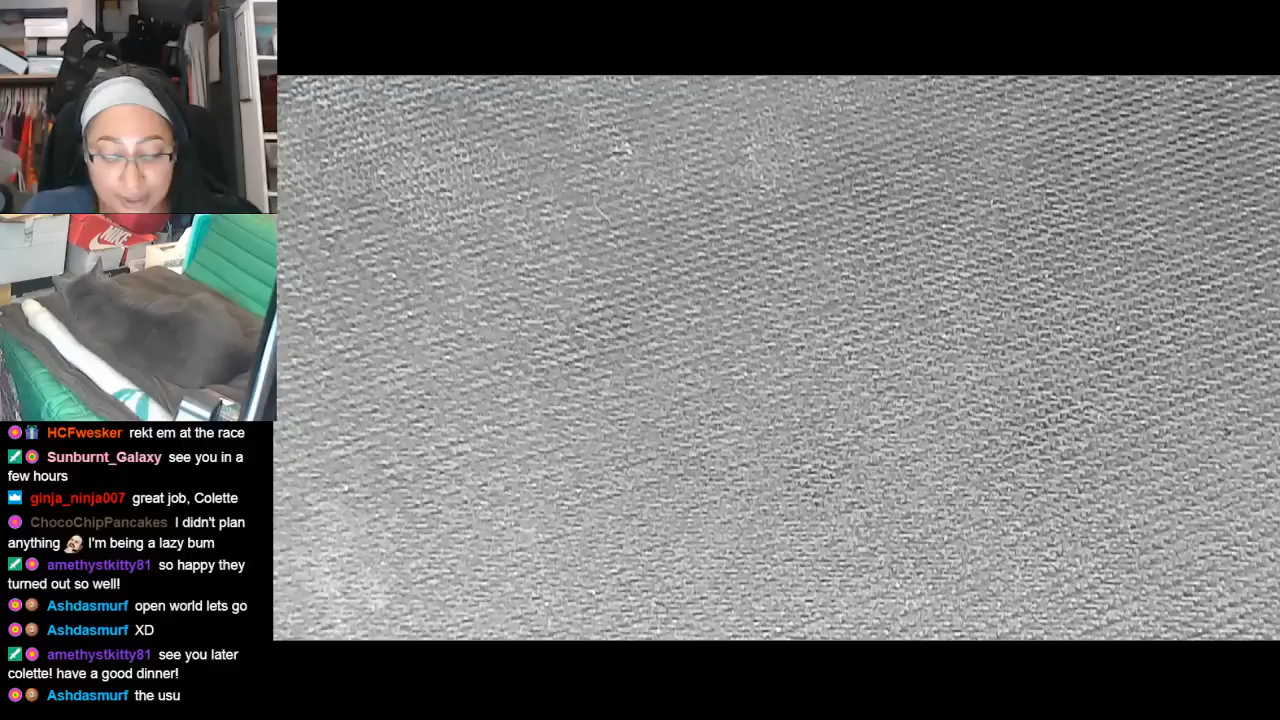 NIKE
HCFwesker rekt em at the race
Sunburnt_Galaxy see you in a
few hours
ginja_ninja007 great job, Colette
ChocoChipPancakes I didn't plan
anything I'm being a lazy bum
amethystkitty81 so happy they
turned out so well!
Ashdasmurf open world lets go
Ashdasmurf XD
amethystkitty81 see you later
colette! have a good dinner!
Ashdasmurf the usu